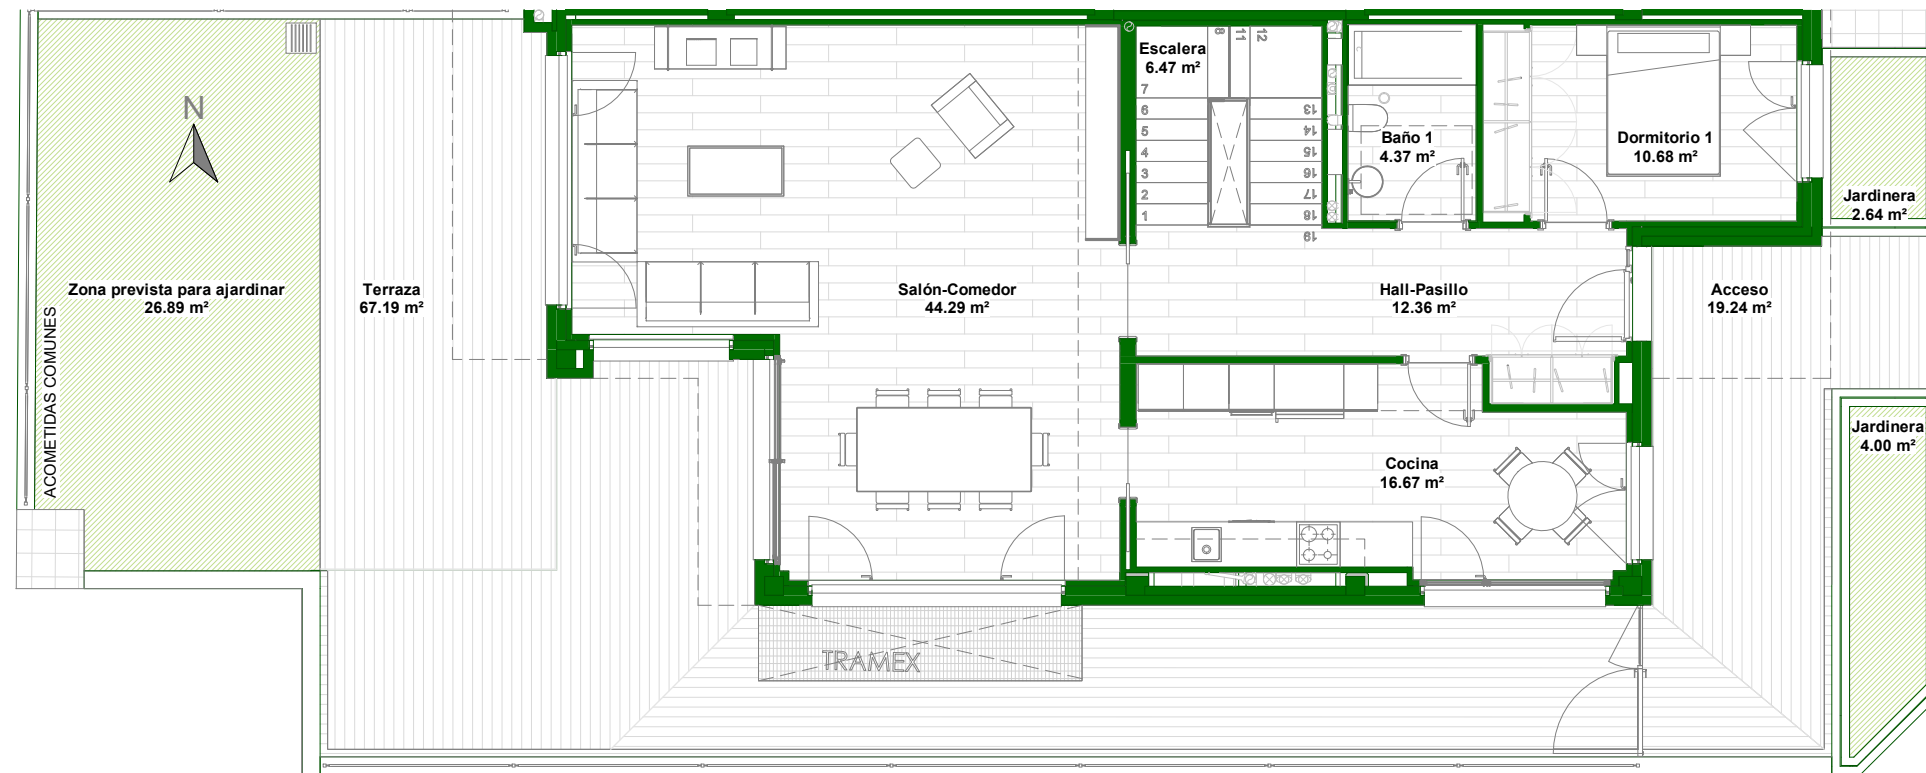 N
Zona prevista para ajardinar
26.89 m²
ACOMETIDAS COMUNES
Terraza
67.19 m²
Salón-Comedor
44.29 m²
Escalera
6.47 m²
8
11
12
7
6
5
4
3
2
1
13
14
15
16
17
18
19
Baño 1
4.37 m²
Dormitorio 1
10.68 m²
Jardinera
2.64 m²
Hall-Pasillo
12.36 m²
Acceso
19.24 m²
Cocina
16.67 m²
Jardinera
4.00 m²
TRAMEX